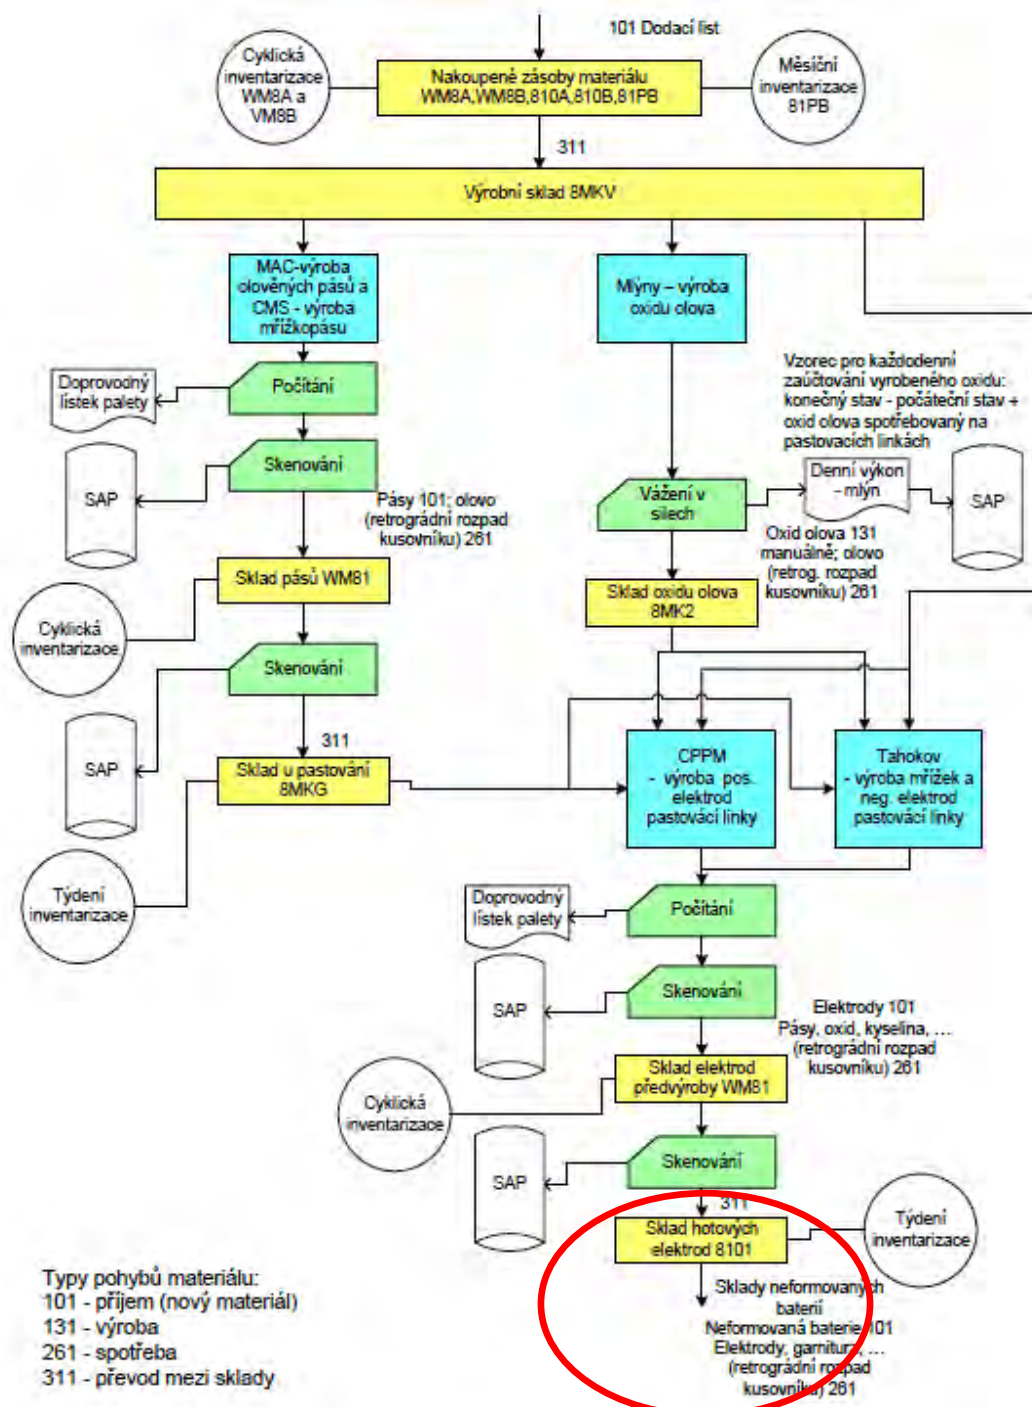 101 Dodací list
Cyklická
inventarizace
WM8A a
VM8B
Nakoupené zásoby materiálu
WM8A,WM8B,810A,810B,81PB
Měsíční
inventarizace
81PB
311
Výrobní sklad 8MKV
MAC-výroba
olověných pásů a
CMS - výroba
mřížkopásu
Mlýny – výroba
oxidu olova
Doprovodný
lístek palety
Počítání
Vzorec pro každodenní
zaúčtování vyrobeného oxidu:
konečný stav - počáteční stav +
oxid olova spotřebovaný na
pastovacích linkách
SAP
Skenování
Pásy 101; olovo
(retrográdní rozpad
kusovníku) 261
Vážení v
silech
Denní výkon
- mlýn
SAP
Oxid olova 131
manuálně; olovo
(retrog. rozpad
kusovníku) 261
Sklad pásů WM81
Sklad oxidu olova
8MK2
Cyklická
inventarizace
Skenování
SAP
311
Sklad u pastování
8MKG
CPPM
- výroba pos.
elektrod
pastovácí linky
Tahokov
- výroba mřížek a
neg. elektrod
pastovácí linky
Týdení
inventarizace
Doprovodný
lístek palety
Počítání
SAP
Skenování
Elektrody 101
Pásy, oxid, kyselina, …
(retrográdní rozpad
kusovníku) 261
Sklad elektrod
předvýroby WM81
Cyklická
inventarizace
SAP
Skenování
311
Sklad hotových
elektrod 8101
Týdení
inventarizace
Sklady neformovaných
baterií
Neformovaná baterie 101
Elektrody, garnitura, …
(retrográdní rozpad
kusovníku) 261
Typy pohybů materiálu:
101 - příjem (nový materiál)
131 - výroba
261 - spotřeba
311 - převod mezi sklady